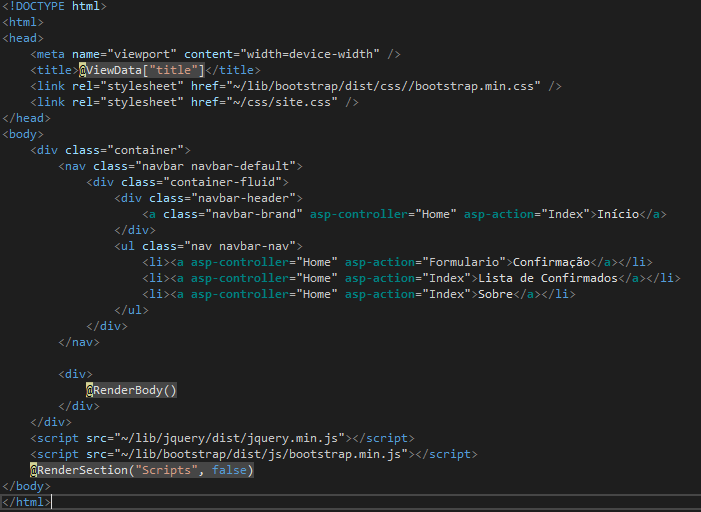 <!DOCTYPE html>
<html>
<head>
    <meta name="viewport" content="width=device-width" />
    <title>@ViewData["title"]</title>
    <link rel="stylesheet" href="~/lib/bootstrap/dist/css//bootstrap.min.css" />
    <link rel="stylesheet" href="~/css/site.css" />
</head>
<body>
    <div class="container">
        <nav class="navbar navbar-default">
            <div class="container-fluid">
                <div class="navbar-header">
                    <a class="navbar-brand" asp-controller="Home" asp-action="Index">Início</a>
                </div>
                <ul class="nav navbar-nav">
                    <li><a asp-controller="Home" asp-action="Formulario">Confirmação</a></li>
                    <li><a asp-controller="Home" asp-action="Index">Lista de Confirmados</a></li>
                    <li><a asp-controller="Home" asp-action="Index">Sobre</a></li>
                </ul>
            </div>
        </nav>

        <div>
            @RenderBody()
        </div>
    </div>
    <script src="~/lib/jquery/dist/jquery.min.js"></script>
    <script src="~/lib/bootstrap/dist/js/bootstrap.min.js"></script>
    @RenderSection("Scripts", false)
</body>
</html>